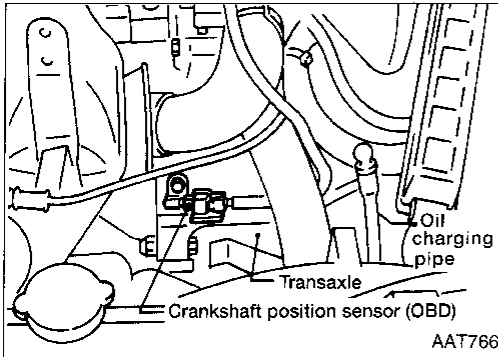 Oil
charging
pipe
Transaxle
Crankshaft position sensor (OBD)
AAT766